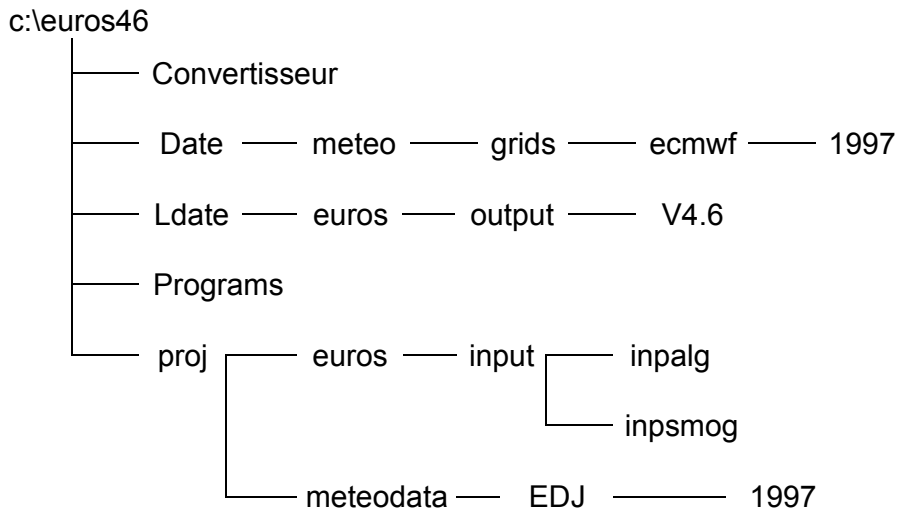 c:\euros46
Convertisseur
Date meteo grids ecmwf 1997
Ldate euros output V4.6
Programs
proj euros input inpalg
inpsmog
meteodata EDJ 1997